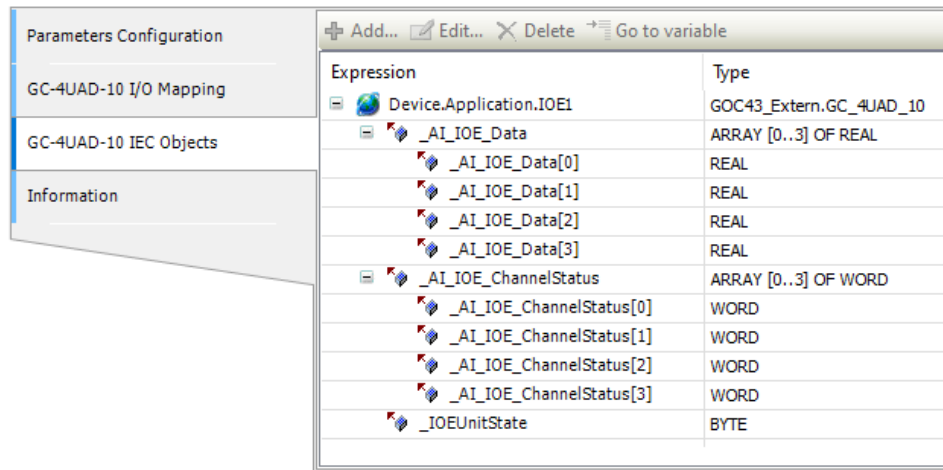 Parameters Configuration
GC-4UAD-10 I/O Mapping
GC-4UAD-10 IEC Objects
Information
Add... Edit... Delete Go to variable
Expression Type
Device.Application.IOE1 GOC43_Extern.GC_4UAD_10
_AI_IOE_Data ARRAY [0..3] OF REAL
_AI_IOE_Data[0] REAL
_AI_IOE_Data[1] REAL
_AI_IOE_Data[2] REAL
_AI_IOE_Data[3] REAL
_AI_IOE_ChannelStatus ARRAY [0..3] OF WORD
_AI_IOE_ChannelStatus[0] WORD
_AI_IOE_ChannelStatus[1] WORD
_AI_IOE_ChannelStatus[2] WORD
_AI_IOE_ChannelStatus[3] WORD
_IOEUnitState BYTE